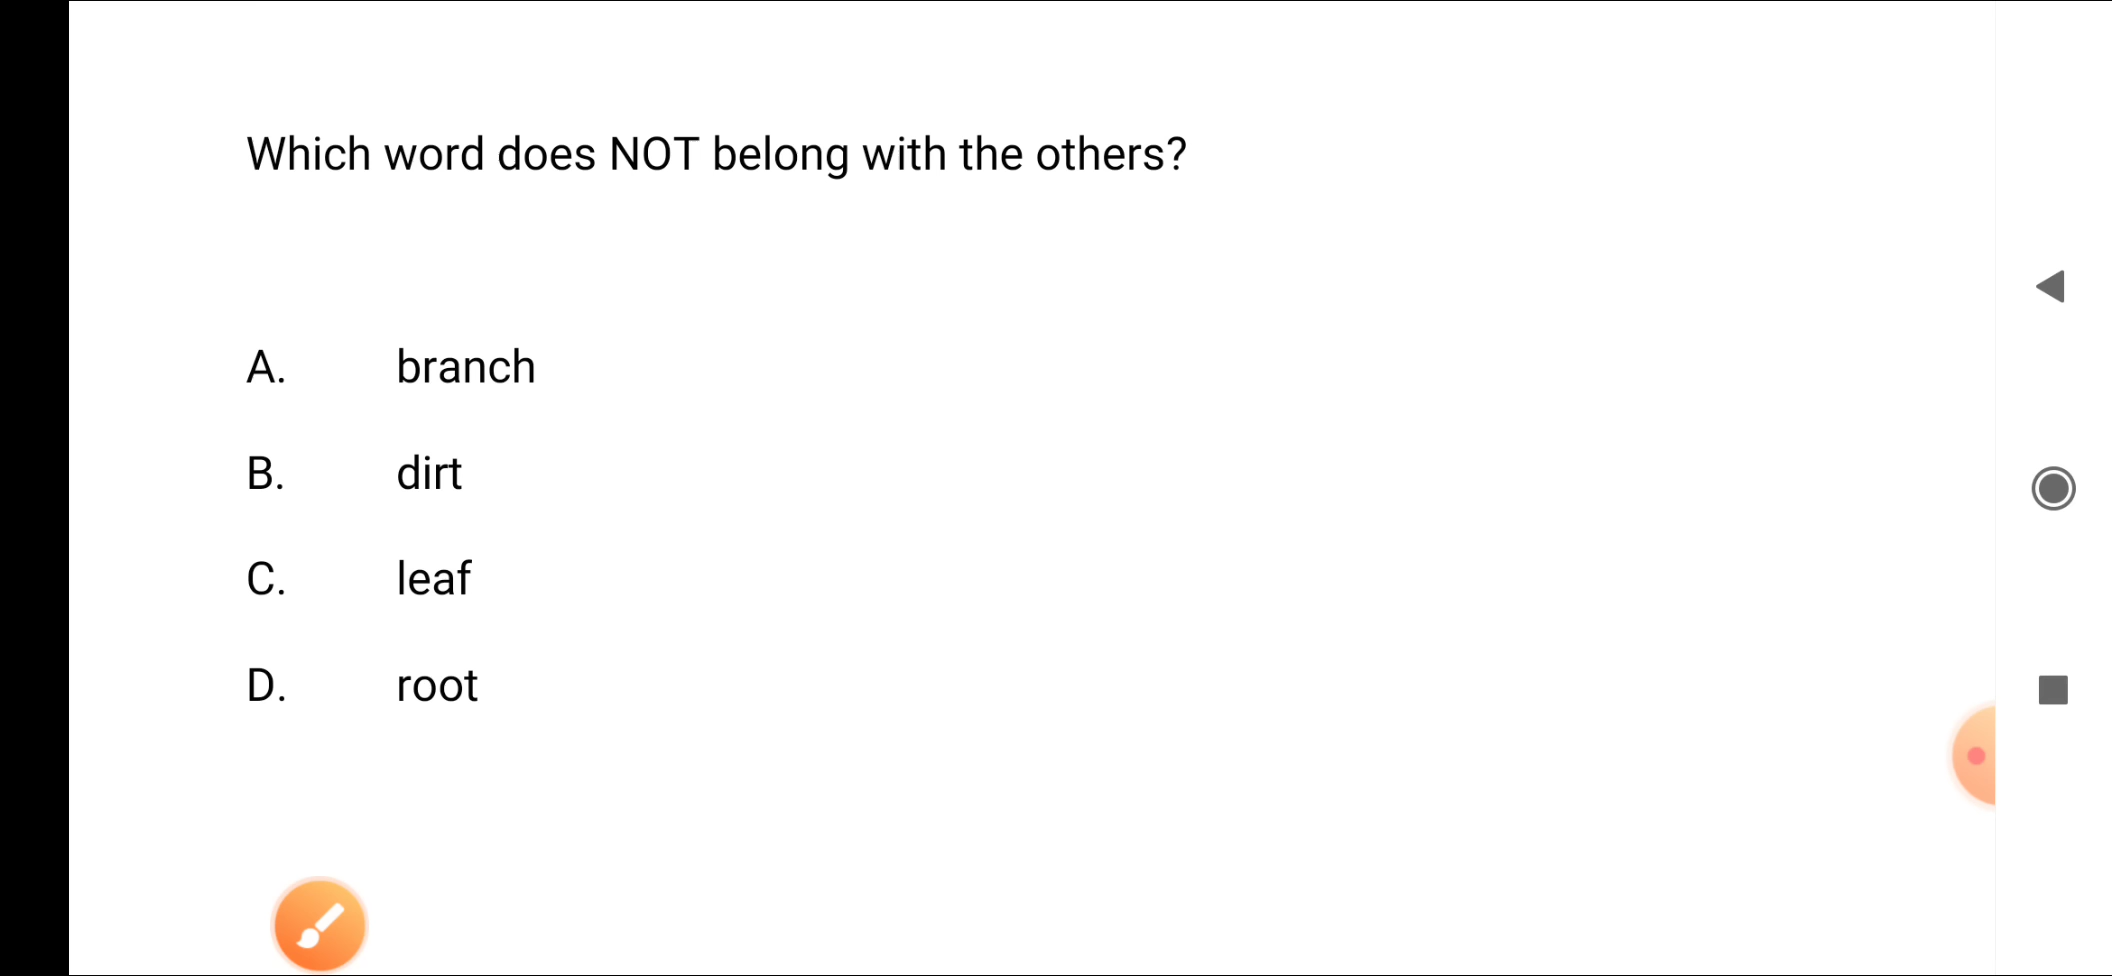 Which word does NOT belong with the others?
A. branch
B. dirt
C. leaf
D. root